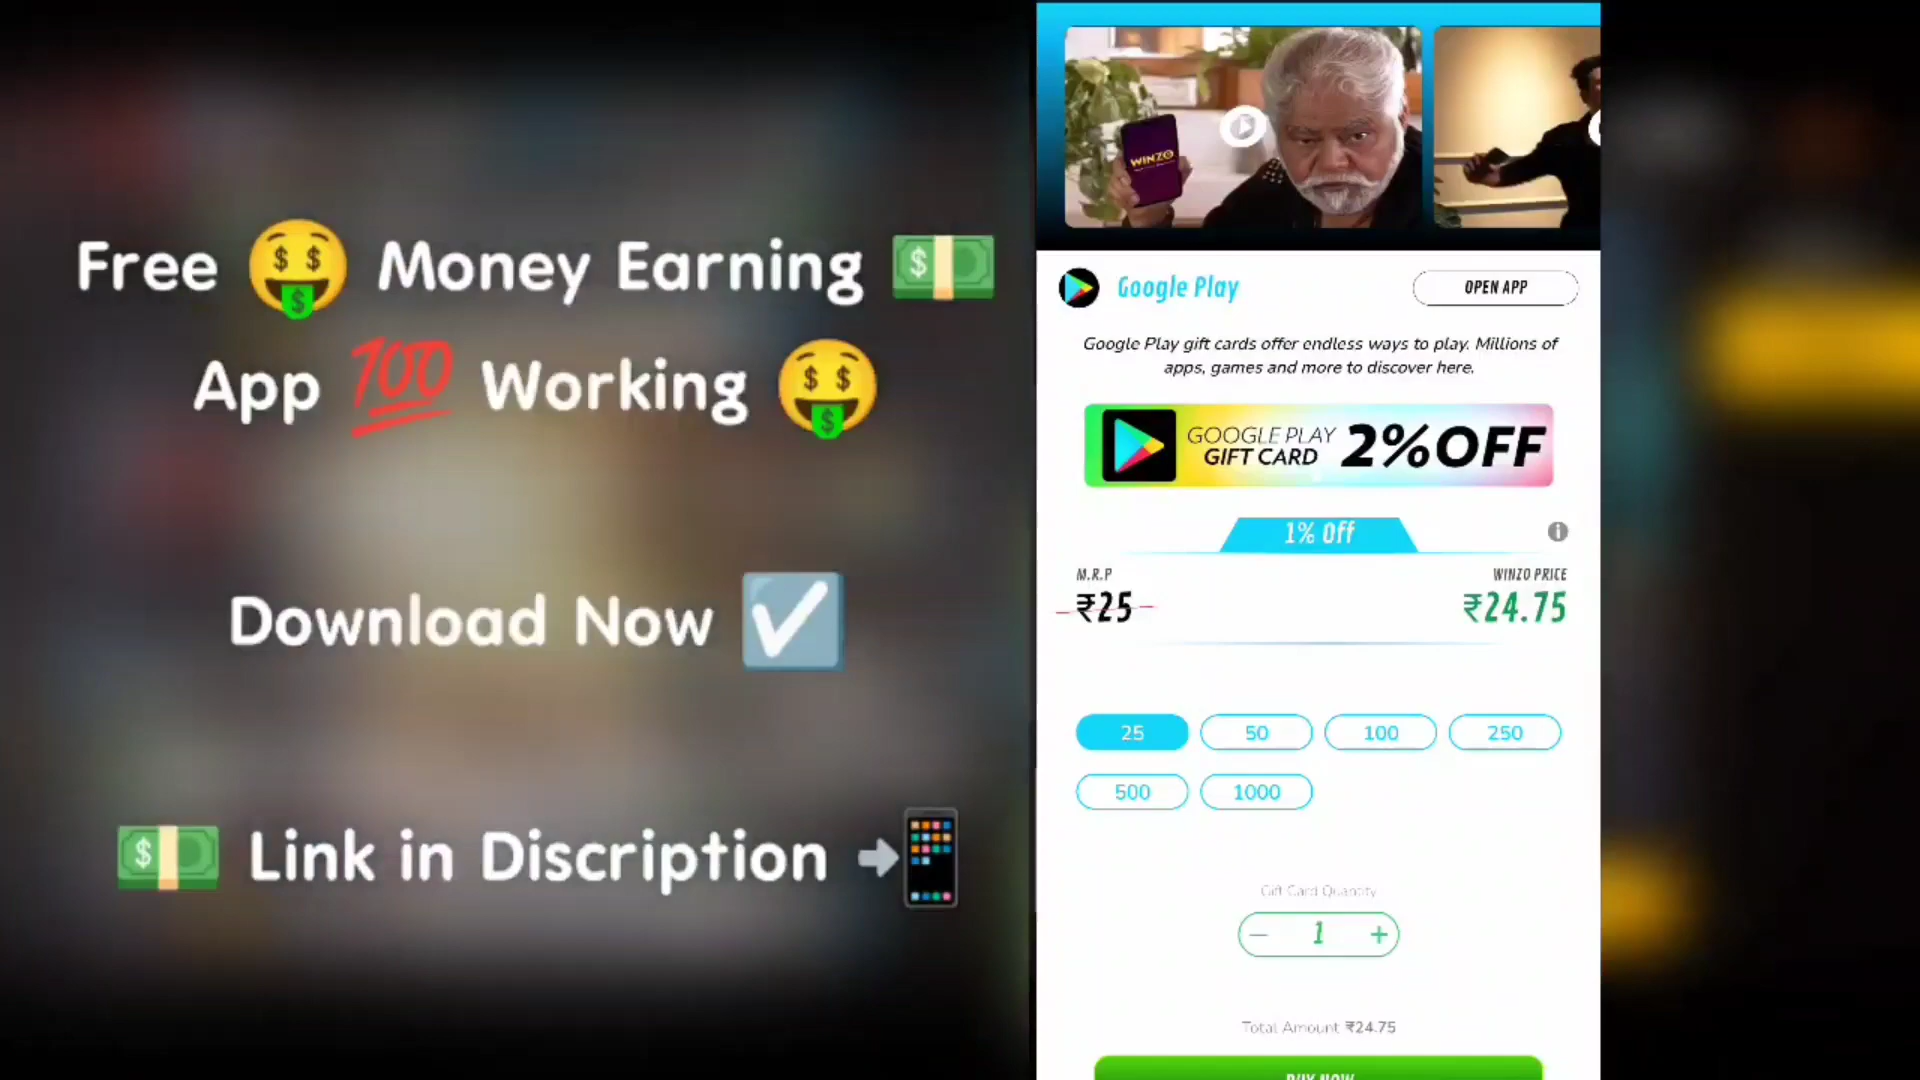 Free 🤑 Money Earning 💵
App 💯 Working 🤑
Download Now ☑️
💵 Link in Discription ➜📱
WINZO
Google Play
OPEN APP
Google Play gift cards offer endless ways to play. Millions of
apps, games and more to discover here.
GOOGLE PLAY
GIFT CARD
2%OFF
1% Off
M.R.P
WINZO PRICE
₹25
₹24.75
25 50 100 250
500 1000
Gift Card Quantity
− 1 +
Total Amount ₹24.75
BUY NOW